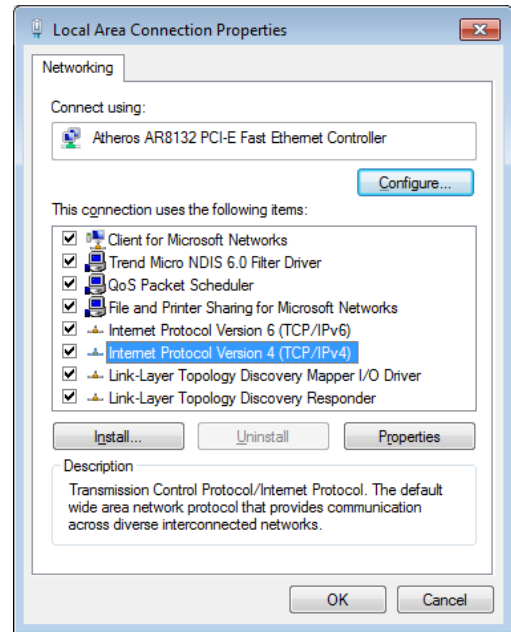 Local Area Connection Properties
Networking
Connect using:
Atheros AR8132 PCI-E Fast Ethernet Controller
Configure...
This connection uses the following items:
Client for Microsoft Networks
Trend Micro NDIS 6.0 Filter Driver
QoS Packet Scheduler
File and Printer Sharing for Microsoft Networks
Internet Protocol Version 6 (TCP/IPv6)
Internet Protocol Version 4 (TCP/IPv4)
Link-Layer Topology Discovery Mapper I/O Driver
Link-Layer Topology Discovery Responder
Install... Uninstall Properties
Description
Transmission Control Protocol/Internet Protocol. The default
wide area network protocol that provides communication
across diverse interconnected networks.
OK Cancel